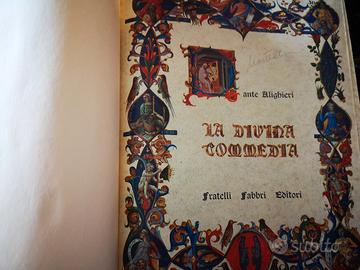 Dante Alighieri
LA DIVINA
COMMEDIA
Fratelli Fabbri Editori
subito